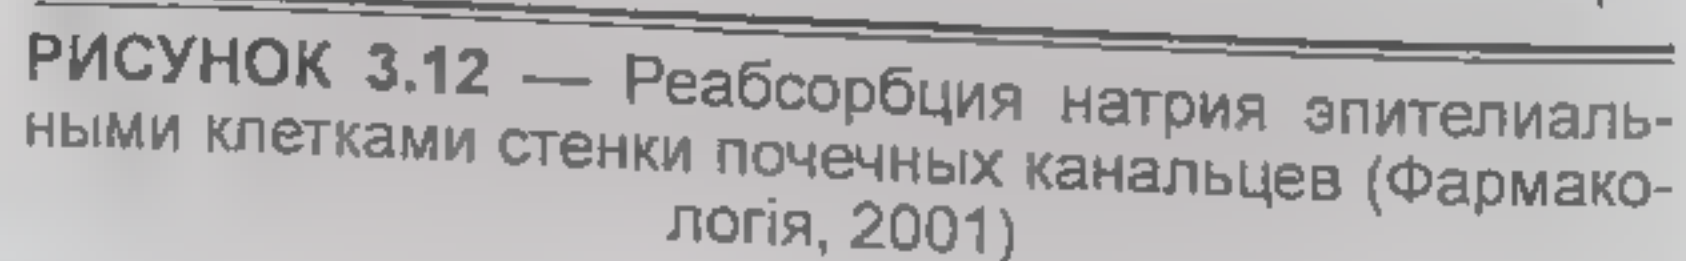 РИСУНОК 3.12 — Реабсорбция натрия эпителиаль-
ными клетками стенки почечных канальцев (Фармако-
логія, 2001)